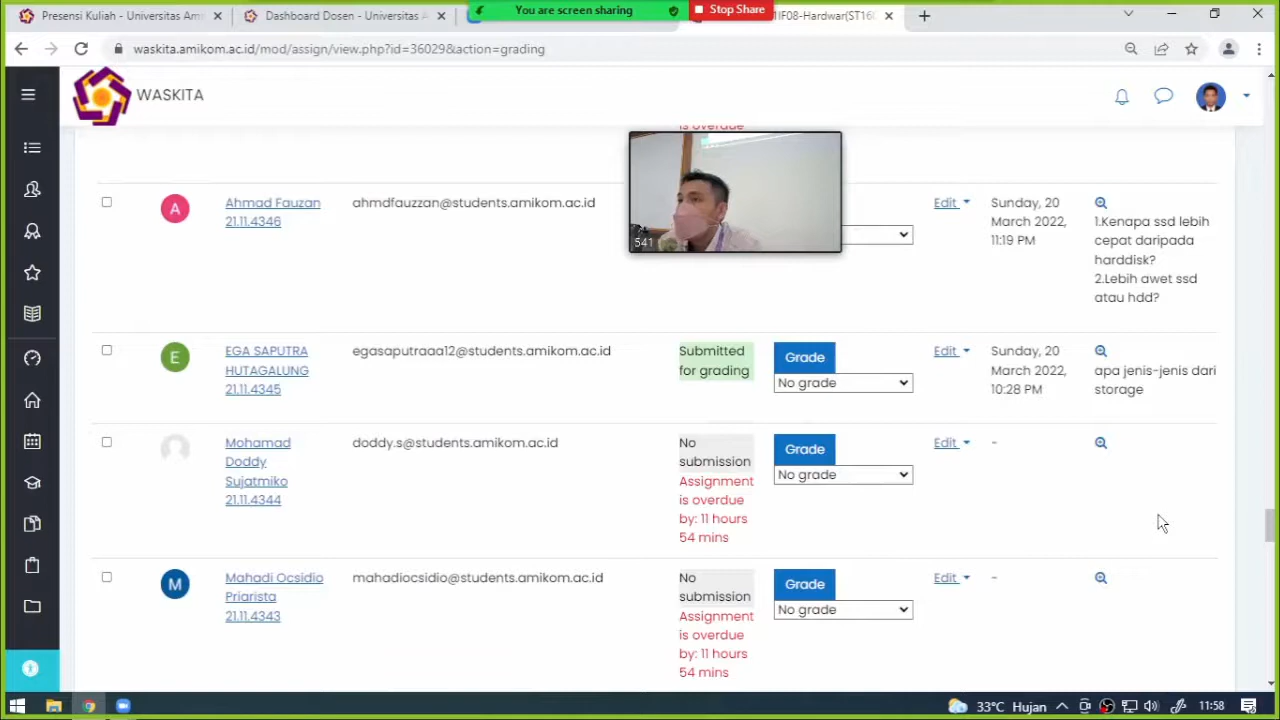 Presensi Kuliah - Universitas Am
Dashboard Dosen - Universitas
You are screen sharing
Stop Share
IF08-Hardwar(ST16
waskita.amikom.ac.id/mod/assign/view.php?id=36029&action=grading
WASKITA
is overdue
A
Ahmad Fauzan
21.11.4346
ahmdfauzzan@students.amikom.ac.id
541
Edit
Sunday, 20
March 2022,
11:19 PM
1.Kenapa ssd lebih
cepat daripada
harddisk?
2.Lebih awet ssd
atau hdd?
E
EGA SAPUTRA
HUTAGALUNG
21.11.4345
egasaputraaa12@students.amikom.ac.id
Submitted
for grading
Grade
No grade
Edit
Sunday, 20
March 2022,
10:28 PM
apa jenis-jenis dari
storage
Mohamad
Doddy
Sujatmiko
21.11.4344
doddy.s@students.amikom.ac.id
No
submission
Assignment
is overdue
by: 11 hours
54 mins
Grade
No grade
Edit
-
M
Mahadi Ocsidio
Priarista
21.11.4343
mahadiocsidio@students.amikom.ac.id
No
submission
Assignment
is overdue
by: 11 hours
54 mins
Grade
No grade
Edit
-
33°C Hujan
11:58